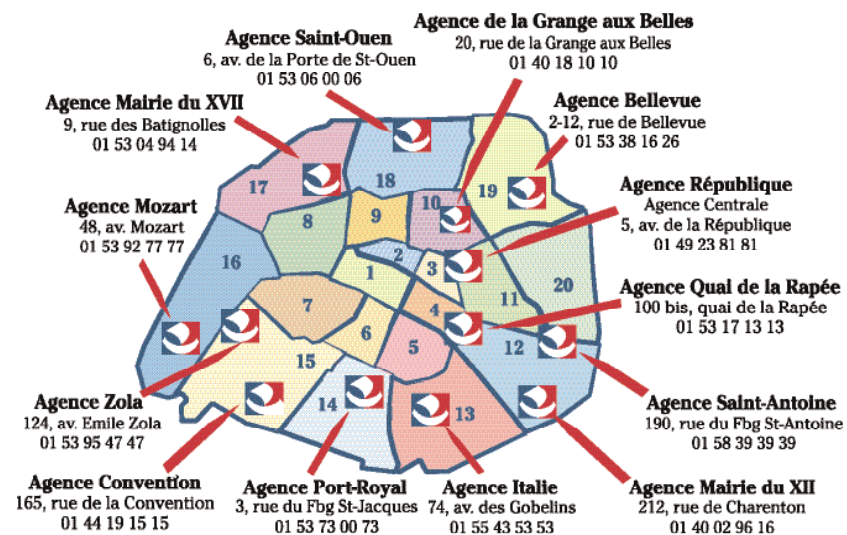 Agence de la Grange aux Belles
20, rue de la Grange aux Belles
01 40 18 10 10
Agence Saint-Ouen
6, av. de la Porte de St-Ouen
01 53 06 00 06
Agence Mairie du XVII
9, rue des Batignolles
01 53 04 94 14
Agence Bellevue
2-12, rue de Bellevue
01 53 38 16 26
Agence Mozart
48, av. Mozart
01 53 92 77 77
Agence République
Agence Centrale
5, av. de la République
01 49 23 81 81
Agence Quai de la Rapée
100 bis, quai de la Rapée
01 53 17 13 13
17
18
19
10
9
8
2
3
16
1
11
20
7
4
6
5
12
15
14
13
Agence Zola
124, av. Emile Zola
01 53 95 47 47
Agence Saint-Antoine
190, rue du Fbg St-Antoine
01 58 39 39 39
Agence Convention
165, rue de la Convention
01 44 19 15 15
Agence Port-Royal
3, rue du Fbg St-Jacques
01 53 73 00 73
Agence Italie
74, av. des Gobelins
01 55 43 53 53
Agence Mairie du XII
212, rue de Charenton
01 40 02 96 16